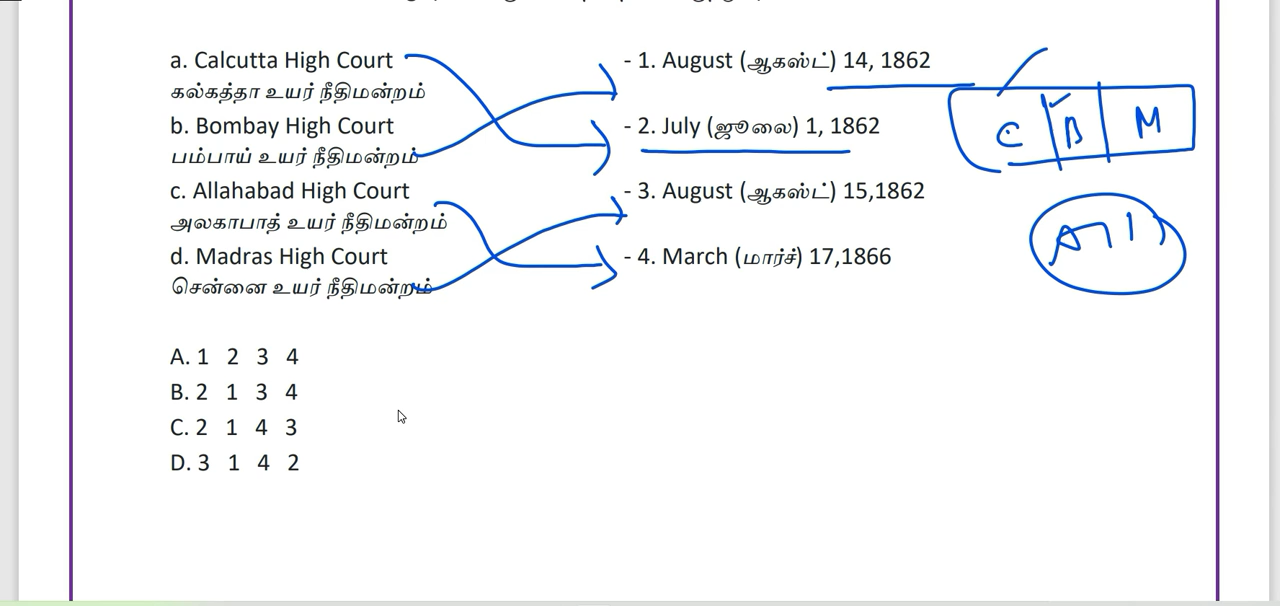 a. Calcutta High Court - 1. August (ஆகஸ்ட்) 14, 1862
கல்கத்தா உயர் நீதிமன்றம்
b. Bombay High Court - 2. July (ஜூலை) 1, 1862
பம்பாய் உயர் நீதிமன்றம்
c. Allahabad High Court - 3. August (ஆகஸ்ட்) 15,1862
அலகாபாத் உயர் நீதிமன்றம்
d. Madras High Court - 4. March (மார்ச்) 17,1866
சென்னை உயர் நீதிமன்றம்
C B M
A. 1 2 3 4
B. 2 1 3 4
C. 2 1 4 3
D. 3 1 4 2